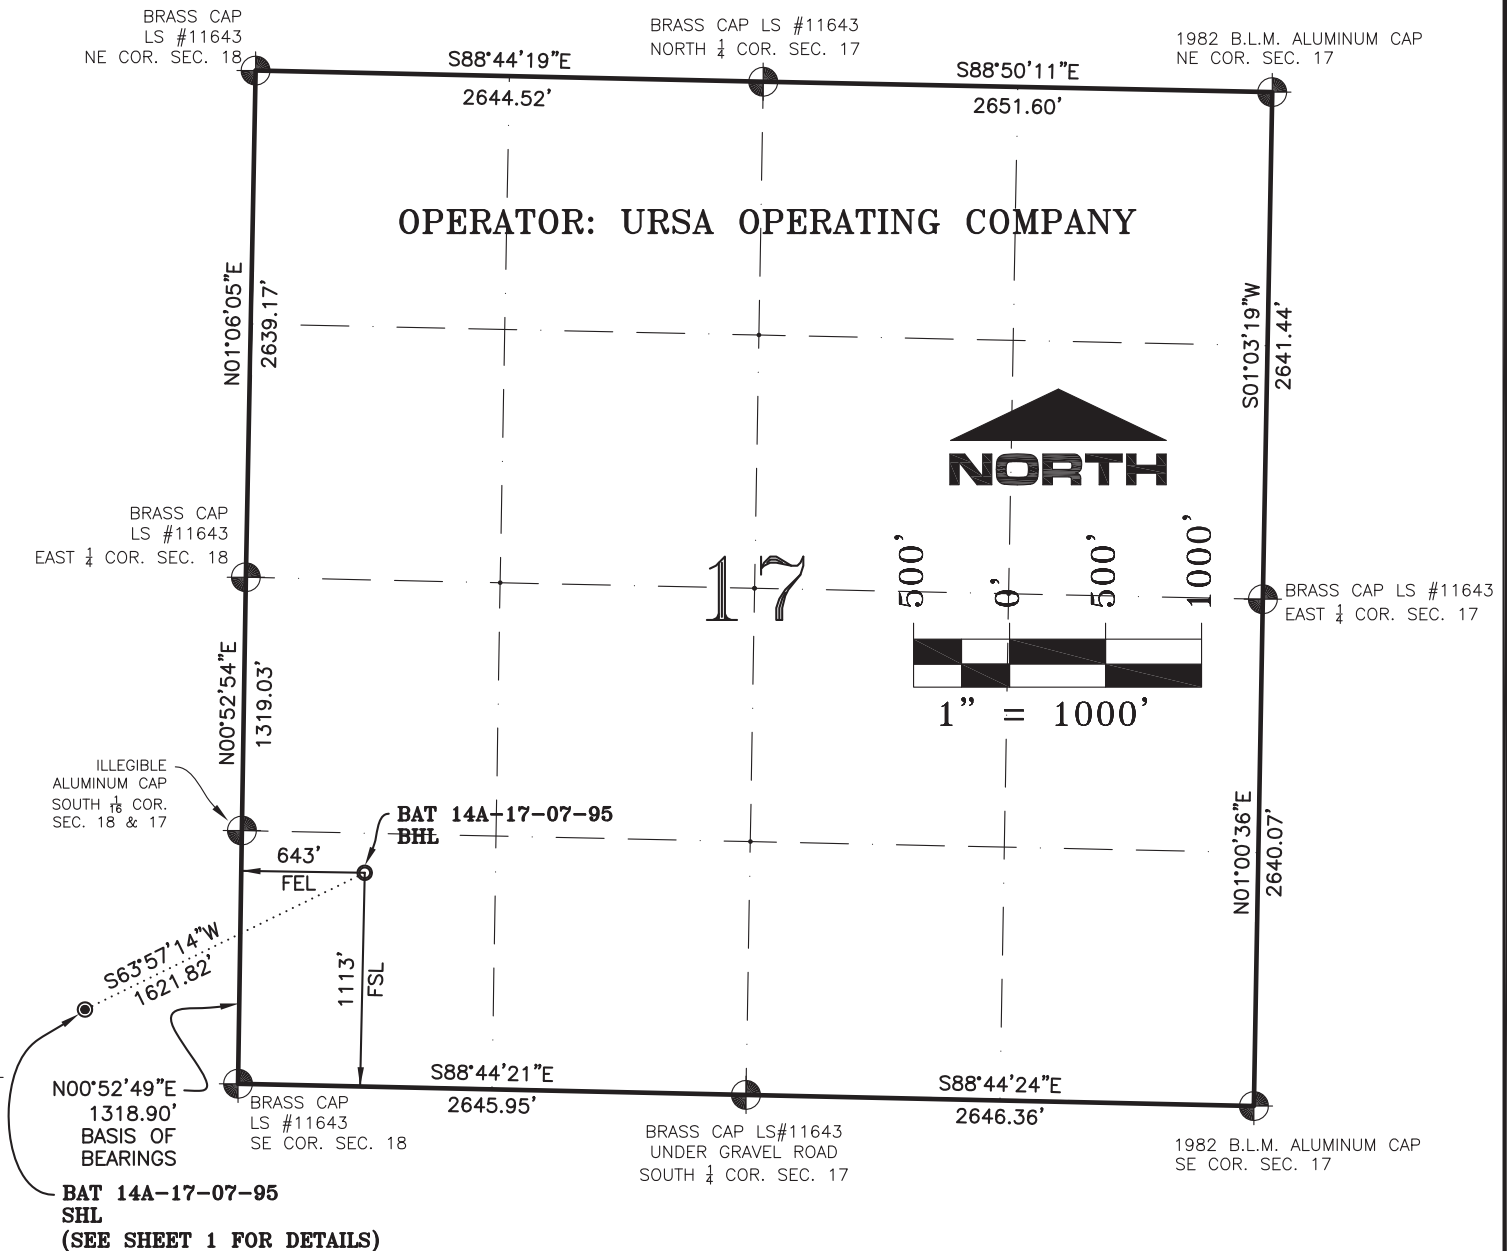 BRASS CAP
LS #11643
NE COR. SEC. 18
BRASS CAP LS #11643
NORTH 1/4 COR. SEC. 17
1982 B.L.M. ALUMINUM CAP
NE COR. SEC. 17
S88°44'19"E
2644.52'
S88°50'11"E
2651.60'
OPERATOR: URSA OPERATING COMPANY
N01°06'05"E
2639.17'
S01°03'19"W
2641.44'
NORTH
BRASS CAP
LS #11643
EAST 1/4 COR. SEC. 18
17
500'
0'
500'
1000'
1" = 1000'
BRASS CAP LS #11643
EAST 1/4 COR. SEC. 17
N00°52'54"E
1319.03'
ILLEGIBLE
ALUMINUM CAP
SOUTH 1/16 COR.
SEC. 18 & 17
BAT 14A-17-07-95
BHL
643'
FEL
1113'
FSL
N01°00'36"E
2640.07'
S63°57'14"W
1621.82'
N00°52'49"E
1318.90'
BASIS OF
BEARINGS
BRASS CAP
LS #11643
SE COR. SEC. 18
S88°44'21"E
2645.95'
S88°44'24"E
2646.36'
BRASS CAP LS#11643
UNDER GRAVEL ROAD
SOUTH 1/4 COR. SEC. 17
1982 B.L.M. ALUMINUM CAP
SE COR. SEC. 17
BAT 14A-17-07-95
SHL
(SEE SHEET 1 FOR DETAILS)